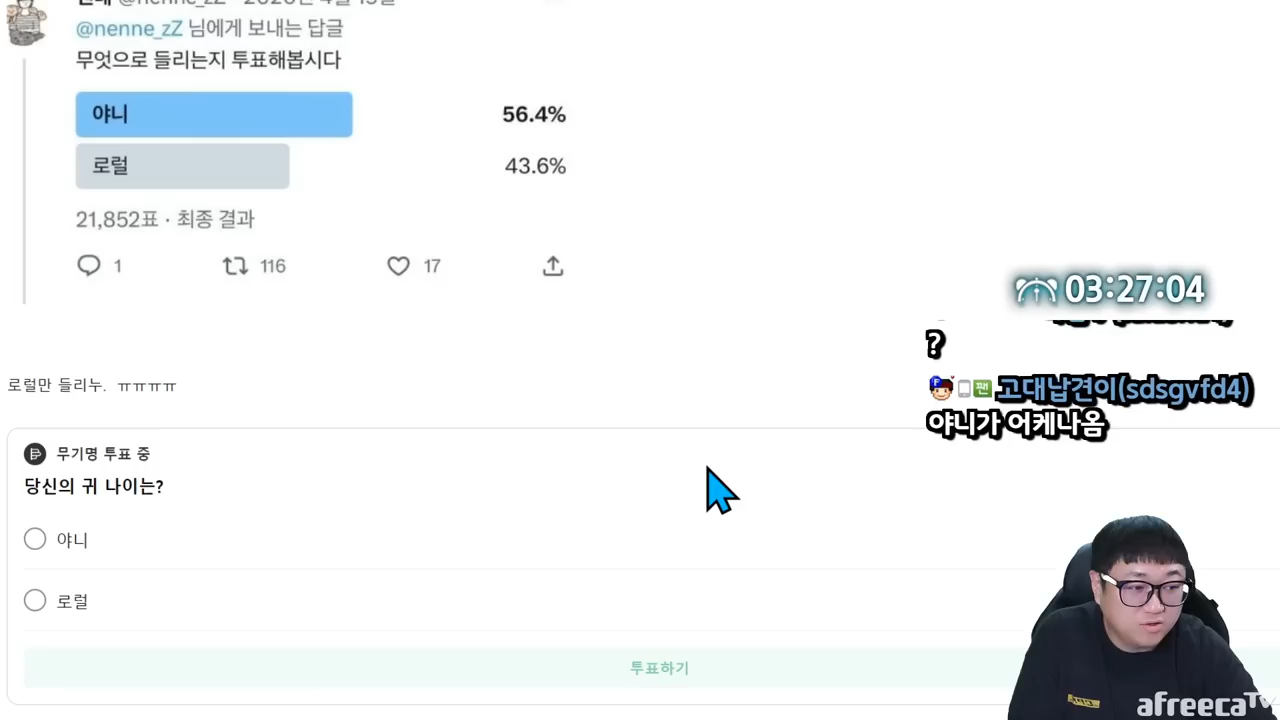 @nenne_zZ 님에게 보내는 답글
무엇으로 들리는지 투표해봅시다
야니 56.4%
로럴 43.6%
21,852표 · 최종 결과
1 116 17
03:27:04
?
고대납견이(sdsgvfd4)
야니가 어케나옴
로럴만 들리누. ㅠㅠㅠㅠ
무기명 투표 중
당신의 귀 나이는?
야니
로럴
투표하기
afreecaTV